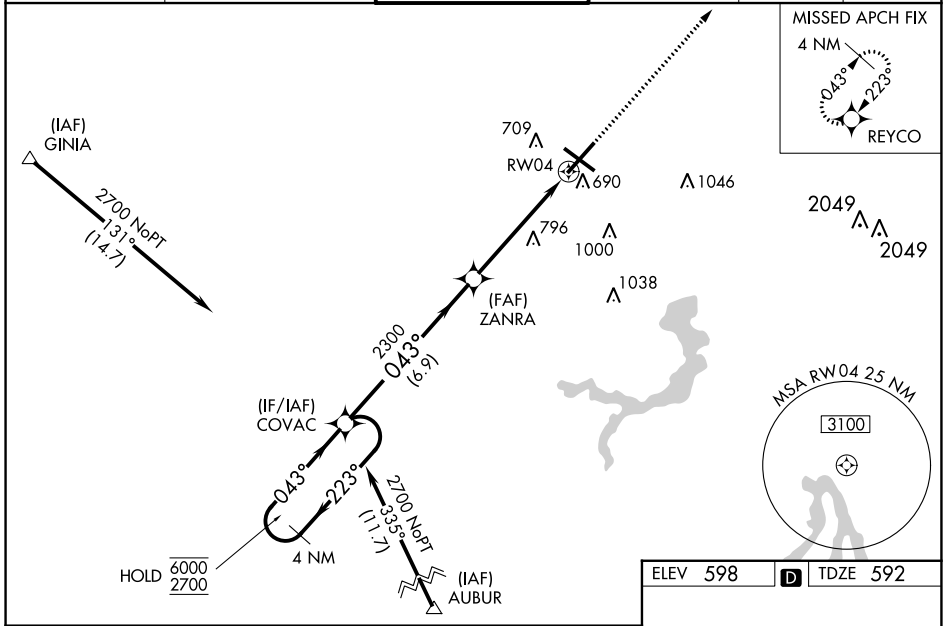 MISSED APCH FIX
4 NM
043°
223°
REYCO
(IAF)
GINIA
2700 NoPT
131°
(14.7)
709
RW04
690
1046
796
1000
2049
2049
1038
(FAF)
ZANRA
2300
043°
(6.9)
(IF/IAF)
COVAC
043°
223°
4 NM
HOLD
6000
2700
2700 NoPT
335°
(11.7)
(IAF)
AUBUR
MSA RW04 25 NM
3100
ELEV 598
D
TDZE 592